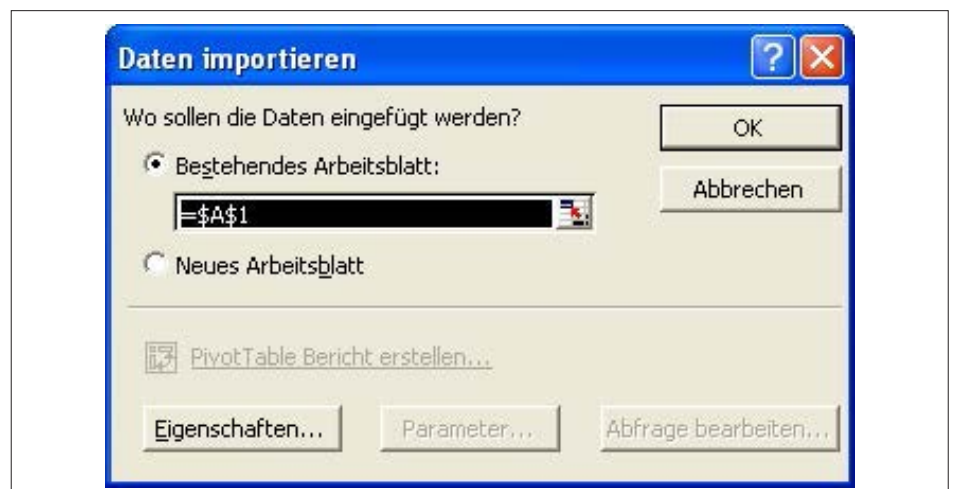 Daten importieren
Wo sollen die Daten eingefügt werden?
OK
Bestehendes Arbeitsblatt:
Abbrechen
=$A$1
Neues Arbeitsblatt
PivotTable Bericht erstellen...
Eigenschaften...
Parameter...
Abfrage bearbeiten...